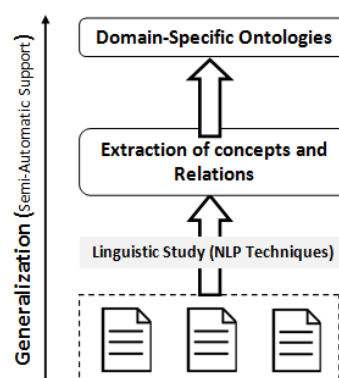 Domain-Specific Ontologies
Extraction of concepts and
Relations
Linguistic Study (NLP Techniques)
Generalization (Semi-Automatic Support)